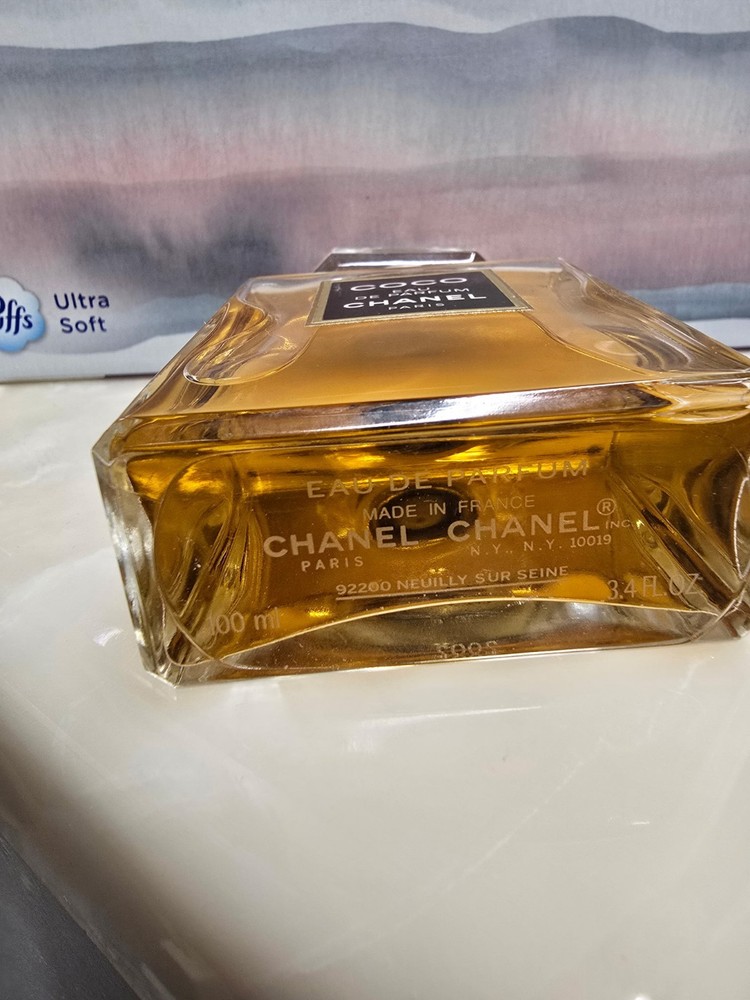 Puffs
Ultra
Soft
COCO
EAU
DE PARFUM
CHANEL
PARIS
EAU DE PARFUM
MADE IN FRANCE
CHANEL CHANEL® INC
PARIS N.Y., N.Y. 10019
92200 NEUILLY SUR SEINE
100 ml 3.4 FL.OZ